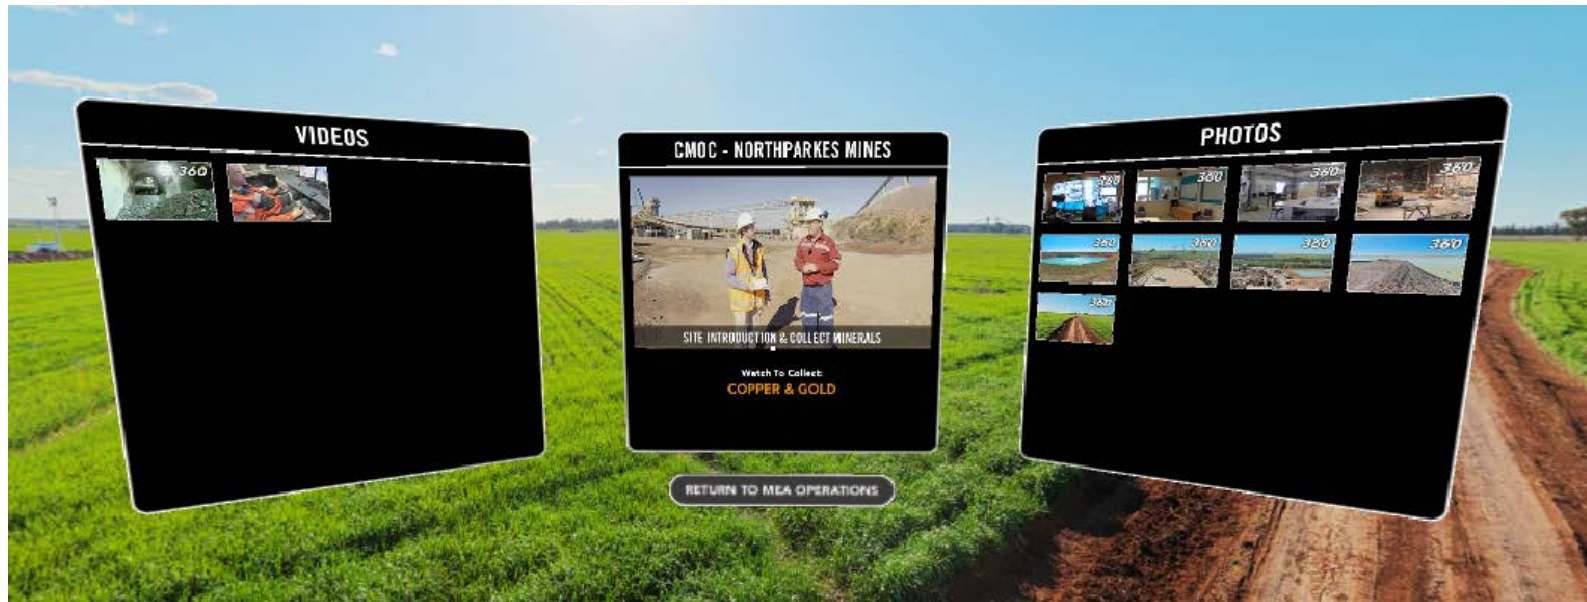 VIDEOS
360
CMOC - NORTHPARKES MINES
SITE INTRODUCTION & COLLECT MINERALS
Watch To Collect:
COPPER & GOLD
RETURN TO MEA OPERATIONS
PHOTOS
360
360
360
360
360
360
360
360
360